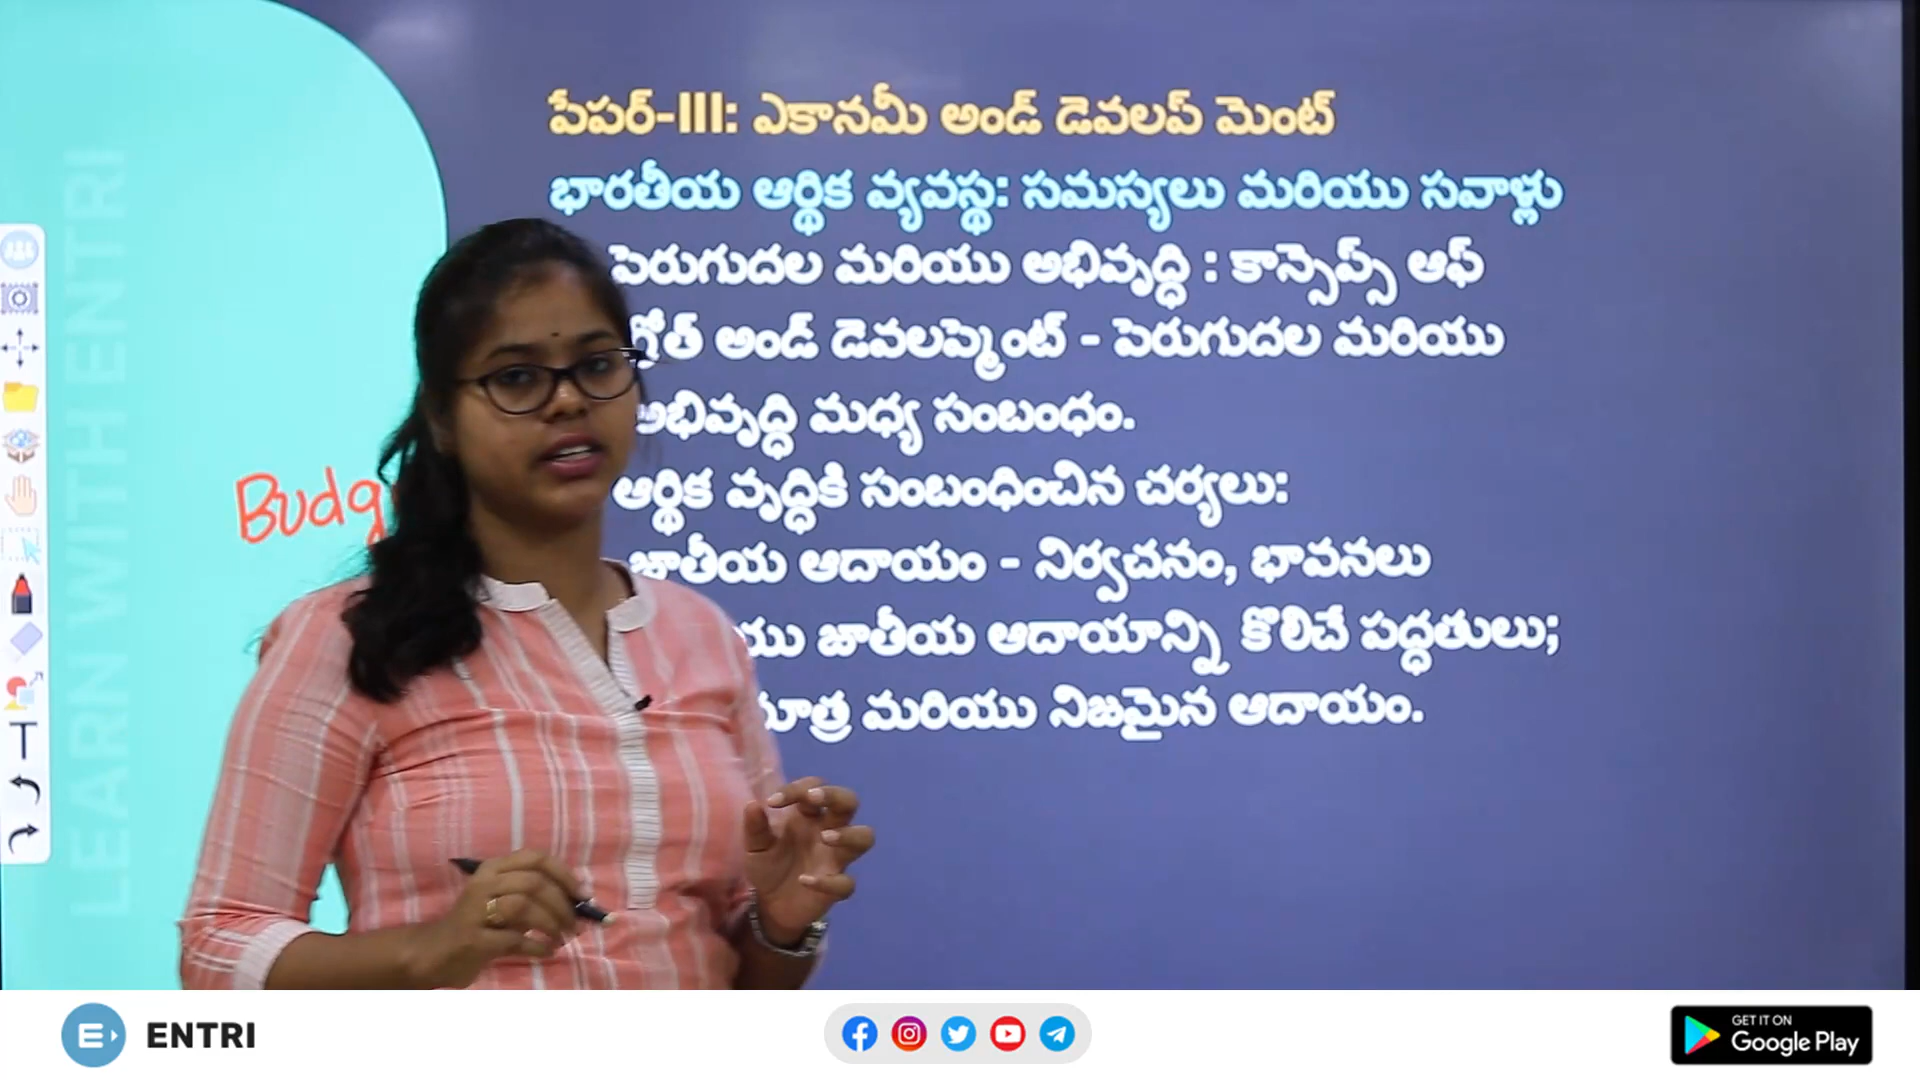 పేపర్-III: ఎకానమీ అండ్ డెవలప్ మెంట్
భారతీయ ఆర్థిక వ్యవస్థ: సమస్యలు మరియు సవాళ్లు
పెరుగుదల మరియు అభివృద్ధి : కాన్సెప్ట్స్ ఆఫ్
గ్రోత్ అండ్ డెవలప్మెంట్ - పెరుగుదల మరియు
అభివృద్ధి మధ్య సంబంధం.
ఆర్థిక వృద్ధికి సంబంధించిన చర్యలు:
జాతీయ ఆదాయం - నిర్వచనం, భావనలు
జాతీయ ఆదాయాన్ని కొలిచే పద్ధతులు;
మరియు నిజమైన ఆదాయం.
LEARN WITH ENTRI
T
E
ENTRI
GET IT ON
Google Play